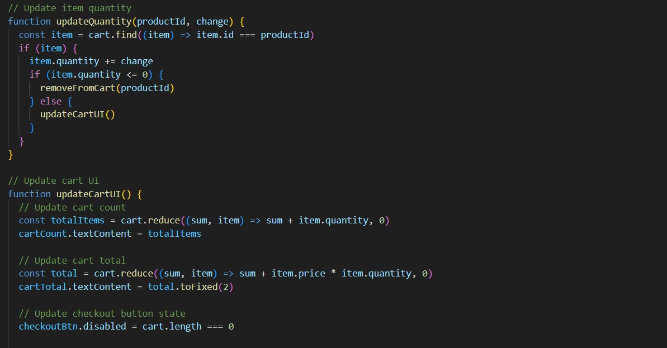 // Update item quantity
function updateQuantity(productId, change) {
const item = cart.find((item) => item.id === productId)
if (item) {
item.quantity += change
if (item.quantity <= 0) {
removeFromCart(productId)
} else {
updateCartUI()
}
}
}
// Update cart UI
function updateCartUI() {
// Update cart count
const totalItems = cart.reduce((sum, item) => sum + item.quantity, 0)
cartCount.textContent = totalItems
// Update cart total
const total = cart.reduce((sum, item) => sum + item.price * item.quantity, 0)
cartTotal.textContent = total.toFixed(2)
// Update checkout button state
checkoutBtn.disabled = cart.length === 0